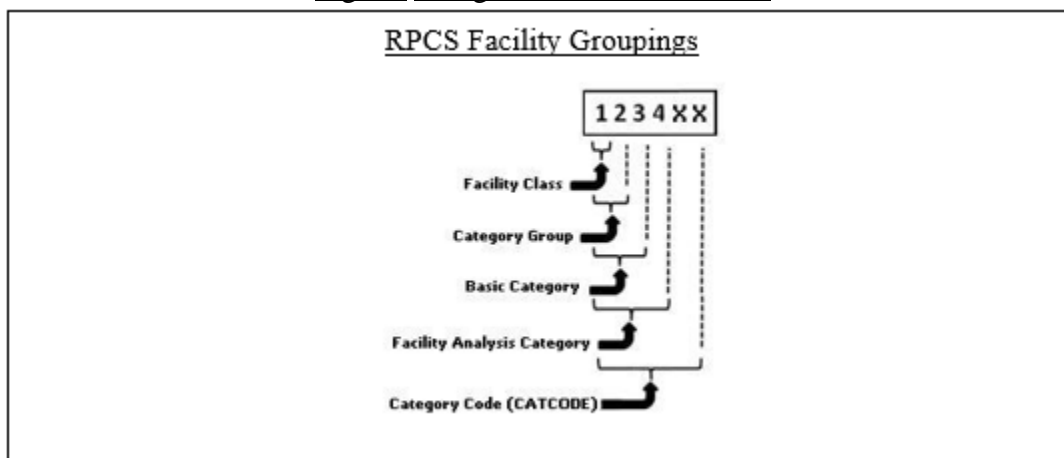 RPCS Facility Groupings
1 2 3 4 X X
Facility Class
Category Group
Basic Category
Facility Analysis Category
Category Code (CATCODE)